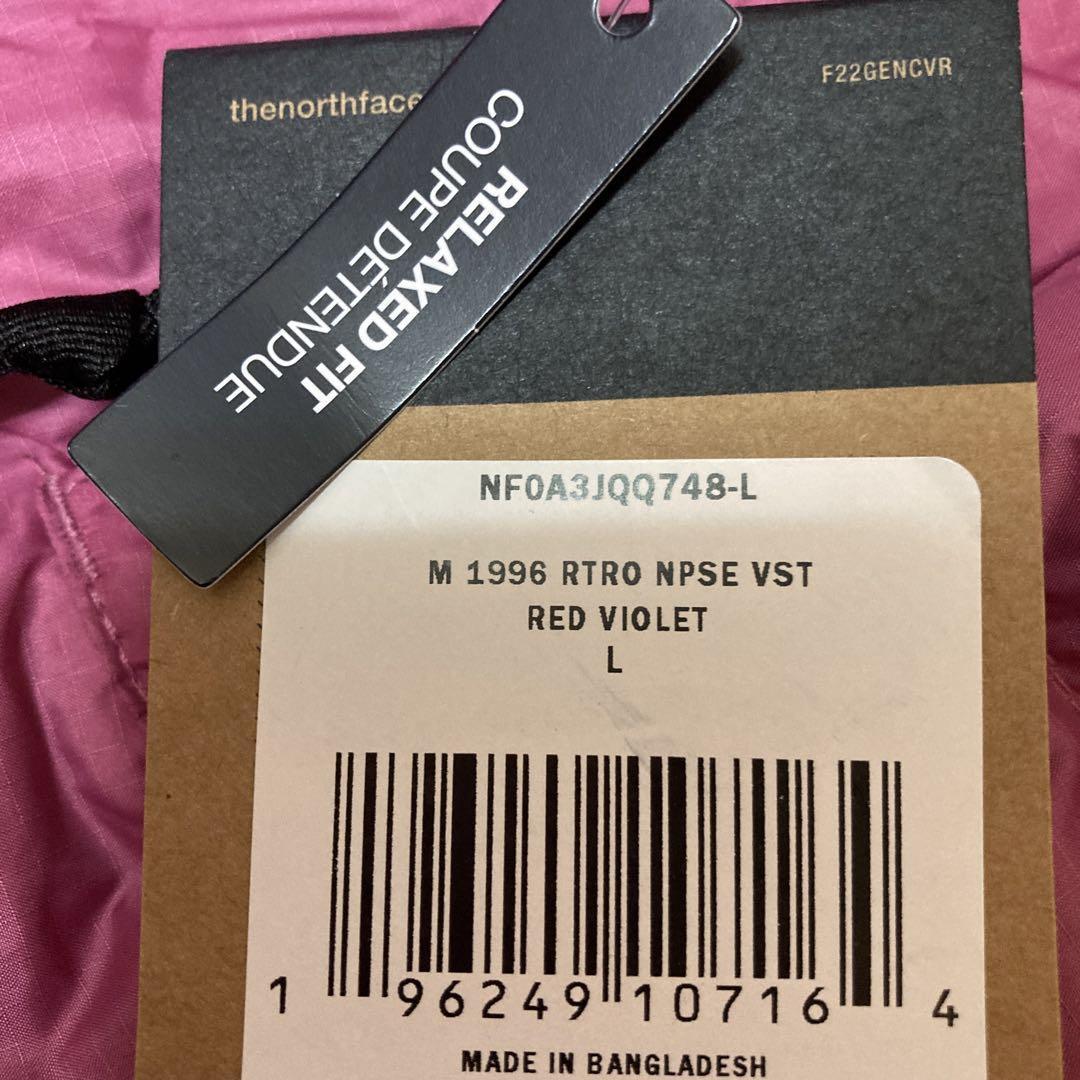 thenorthface
F22GENCVR
RELAXED FIT
COUPE DÉTENDUE
NF0A3JQQ748-L
M 1996 RTRO NPSE VST
RED VIOLET
L
1 96249 10716 4
MADE IN BANGLADESH